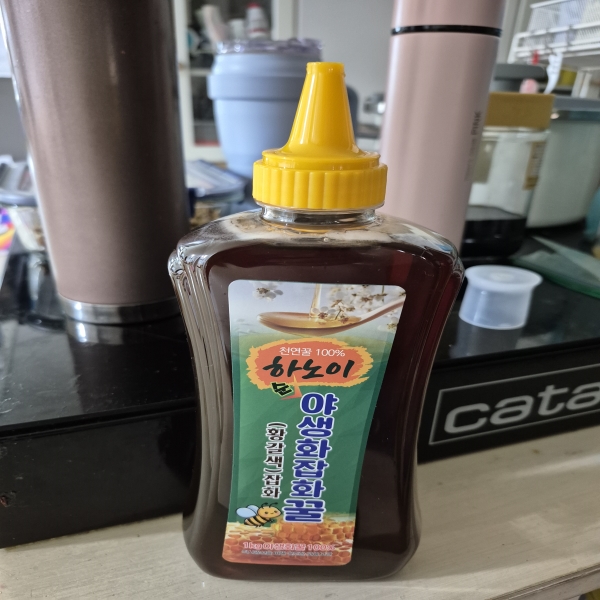 천연꿀 100%
하노이
야생화잡화꿀
(황갈색)잡화
cata